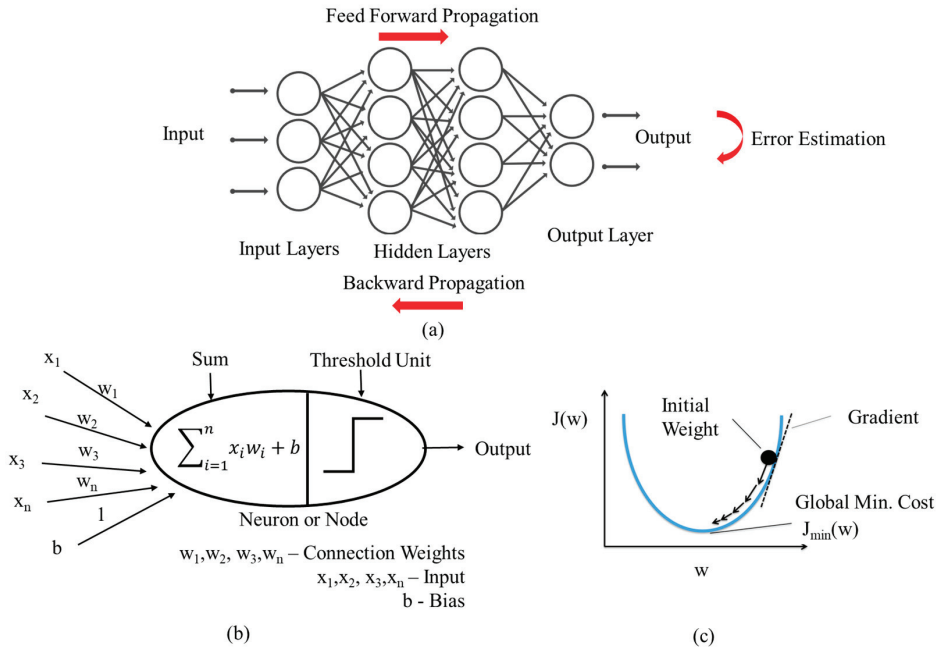 Feed Forward Propagation
Input
Output
Error Estimation
Input Layers
Hidden Layers
Output Layer
Backward Propagation
(a)
x₁
x₂
x₃
xₙ
b
w₁
w₂
w₃
wₙ
1
Sum
Threshold Unit
∑ⁿᵢ₌₁ xᵢwᵢ + b
Output
Neuron or Node
w₁,w₂, w₃,wₙ – Connection Weights
x₁,x₂, x₃,xₙ – Input
b - Bias
(b)
J(w)
Initial
Weight
Gradient
Global Min. Cost
Jₘᵢₙ(w)
w
(c)